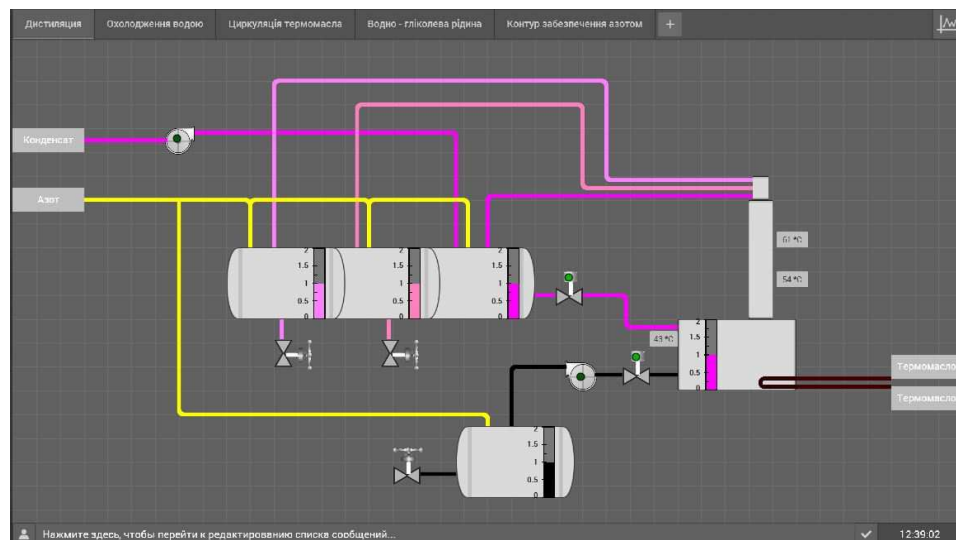 Дистиляция Охолодження водою Циркуляція термомасла Водно - гліколева рідина Контур забезпечення азотом +
Конденсат
Азот
61 °C
54 °C
2 2 2
1.5 1.5 1.5
1 1 1
0.5 0.5 0.5
0 0 0
43 °C
2
1.5
1
0.5
0
Термомасло
Термомасло
2
1.5
1
0.5
0
Нажмите здесь, чтобы перейти к редактированию списка сообщений... 12:39:02